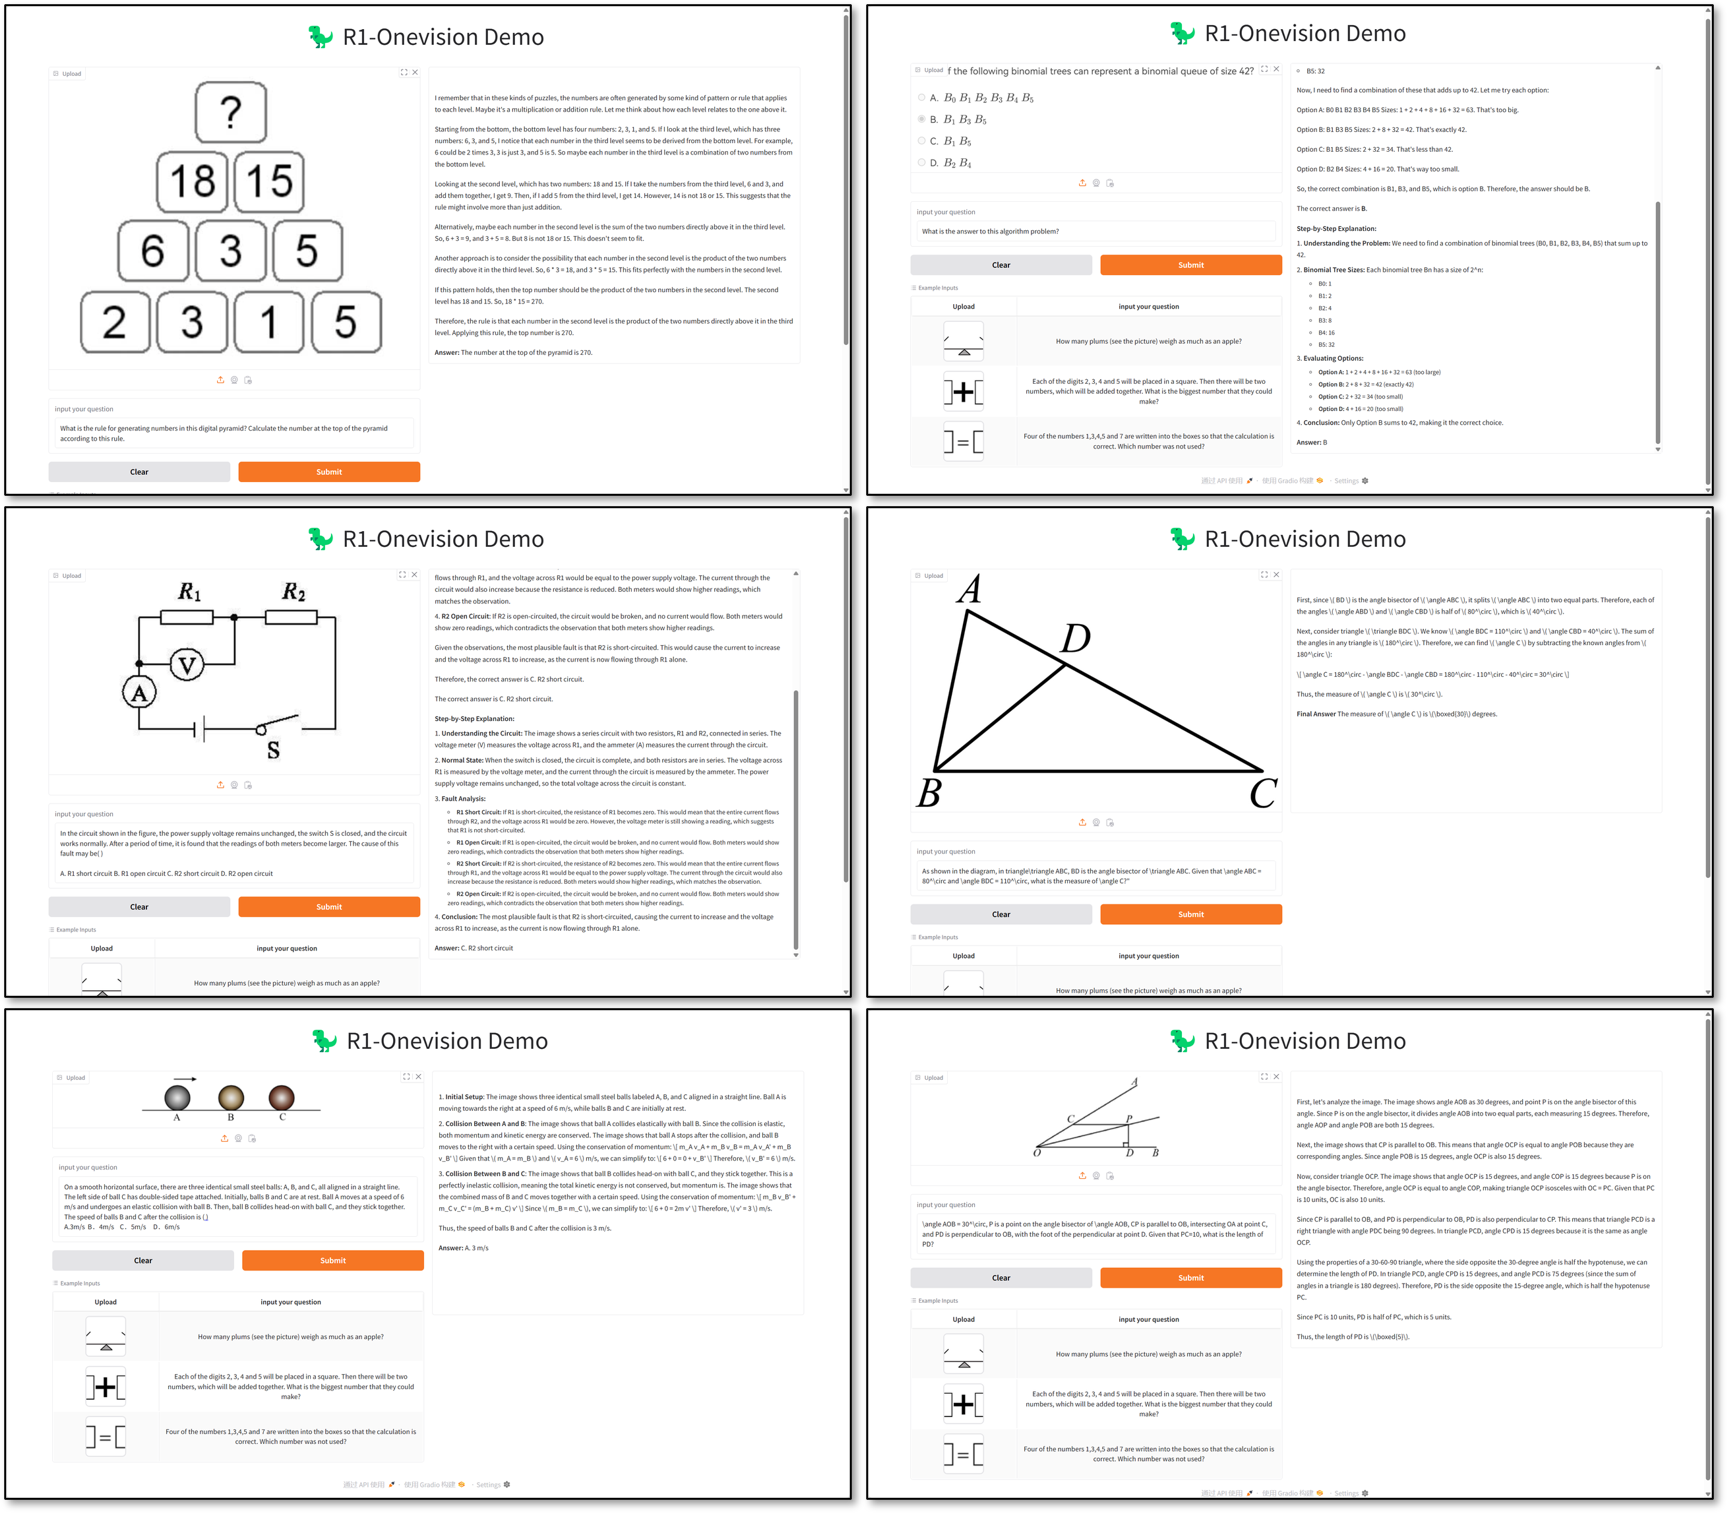 R1-Onevision Demo
Upload
?
18 15
6 3 5
2 3 1 5
input your question
What is the rule for generating numbers in this digital pyramid? Calculate the number at the top of the pyramid
according to this rule.
Clear Submit
I remember that in these kinds of puzzles, the numbers are often generated by some kind of pattern or rule that applies
to each level. Maybe it's a multiplication or addition rule. Let me think about how each level relates to the one above it.
Starting from the bottom, the bottom level has four numbers: 2, 3, 1, and 5. If I look at the third level, which has three
numbers: 6, 3, and 5, I notice that each number in the third level seems to be derived from the bottom level. For example,
6 could be 2 times 3, 3 is just 3, and 5 is 5. So maybe each number in the third level is a combination of two numbers from
the bottom level.
Looking at the second level, which has two numbers: 18 and 15. If I take the numbers from the third level, 6 and 3, and
add them together, I get 9. Then, if I add 5 from the third level, I get 14. However, 14 is not 18 or 15. This suggests that the
rule might involve more than just addition.
Alternatively, maybe each number in the second level is the sum of the two numbers directly above it in the third level.
So, 6 + 3 = 9, and 3 + 5 = 8. But 8 is not 18 or 15. This doesn't seem to fit.
Another approach is to consider the possibility that each number in the second level is the product of the two numbers
directly above it in the third level. So, 6 * 3 = 18, and 3 * 5 = 15. This fits perfectly with the numbers in the second level.
If this pattern holds, then the top number should be the product of the two numbers in the second level. The second
level has 18 and 15. So, 18 * 15 = 270.
Therefore, the rule is that each number in the second level is the product of the two numbers directly above it in the third
level. Applying this rule, the top number is 270.
Answer: The number at the top of the pyramid is 270.
R1-Onevision Demo
Upload
f the following binomial trees can represent a binomial queue of size 42?
A. B0 B1 B2 B3 B4 B5
B. B1 B3 B5
C. B1 B5
D. B2 B4
input your question
What is the answer to this algorithm problem?
Clear Submit
Example Inputs
Upload input your question
How many plums (see the picture) weigh as much as an apple?
Each of the digits 2, 3, 4 and 5 will be placed in a square. Then there will be two
numbers, which will be added together. What is the biggest number that they could
make?
Four of the numbers 1,3,4,5 and 7 are written into the boxes so that the calculation is
correct. Which number was not used?
B5: 32
Now, I need to find a combination of these that adds up to 42. Let me try each option:
Option A: B0 B1 B2 B3 B4 B5 Sizes: 1 + 2 + 4 + 8 + 16 + 32 = 63. That's too big.
Option B: B1 B3 B5 Sizes: 2 + 8 + 32 = 42. That's exactly 42.
Option C: B1 B5 Sizes: 2 + 32 = 34. That's less than 42.
Option D: B2 B4 Sizes: 4 + 16 = 20. That's way too small.
So, the correct combination is B1, B3, and B5, which is option B. Therefore, the answer should be B.
The correct answer is B.
Step-by-Step Explanation:
1. Understanding the Problem: We need to find a combination of binomial trees (B0, B1, B2, B3, B4, B5) that sum up to
42.
2. Binomial Tree Sizes: Each binomial tree Bn has a size of 2^n:
B0: 1
B1: 2
B2: 4
B3: 8
B4: 16
B5: 32
3. Evaluating Options:
Option A: 1 + 2 + 4 + 8 + 16 + 32 = 63 (too large)
Option B: 2 + 8 + 32 = 42 (exactly 42)
Option C: 2 + 32 = 34 (too small)
Option D: 4 + 16 = 20 (too small)
4. Conclusion: Only Option B sums to 42, making it the correct choice.
Answer: B
通过 API 使用 · 使用 Gradio 构建 · Settings
R1-Onevision Demo
Upload
R1 R2
V
A
S
input your question
In the circuit shown in the figure, the power supply voltage remains unchanged, the switch S is closed, and the circuit
works normally. After a period of time, it is found that the readings of both meters become larger. The cause of this
fault may be( )
A. R1 short circuit B. R1 open circuit C. R2 short circuit D. R2 open circuit
Clear Submit
Example Inputs
Upload input your question
How many plums (see the picture) weigh as much as an apple?
flows through R1, and the voltage across R1 would be equal to the power supply voltage. The current through the
circuit would also increase because the resistance is reduced. Both meters would show higher readings, which
matches the observation.
4. R2 Open Circuit: If R2 is open-circuited, the circuit would be broken, and no current would flow. Both meters would
show zero readings, which contradicts the observation that both meters show higher readings.
Given the observations, the most plausible fault is that R2 is short-circuited. This would cause the current to increase
and the voltage across R1 to increase, as the current is now flowing through R1 alone.
Therefore, the correct answer is C. R2 short circuit.
The correct answer is C. R2 short circuit.
Step-by-Step Explanation:
1. Understanding the Circuit: The image shows a series circuit with two resistors, R1 and R2, connected in series. The
voltage meter (V) measures the voltage across R1, and the ammeter (A) measures the current through the circuit.
2. Normal State: When the switch is closed, the circuit is complete, and both resistors are in series. The voltage across
R1 is measured by the voltage meter, and the current through the circuit is measured by the ammeter. The power
supply voltage remains unchanged, so the total voltage across the circuit is constant.
3. Fault Analysis:
R1 Short Circuit: If R1 is short-circuited, the resistance of R1 becomes zero. This would mean that the entire current flows
through R2, and the voltage across R1 would be zero. However, the voltage meter is still showing a reading, which suggests
that R1 is not short-circuited.
R1 Open Circuit: If R1 is open-circuited, the circuit would be broken, and no current would flow. Both meters would show
zero readings, which contradicts the observation that both meters show higher readings.
R2 Short Circuit: If R2 is short-circuited, the resistance of R2 becomes zero. This would mean that the entire current flows
through R1, and the voltage across R1 would be equal to the power supply voltage. The current through the circuit would also
increase because the resistance is reduced. Both meters would show higher readings, which matches the observation.
R2 Open Circuit: If R2 is open-circuited, the circuit would be broken, and no current would flow. Both meters would show
zero readings, which contradicts the observation that both meters show higher readings.
4. Conclusion: The most plausible fault is that R2 is short-circuited, causing the current to increase and the voltage
across R1 to increase, as the current is now flowing through R1 alone.
Answer: C. R2 short circuit
R1-Onevision Demo
Upload
A
D
B
C
input your question
As shown in the diagram, in triangle\triangle ABC, BD is the angle bisector of \triangle ABC. Given that \angle ABC =
80^\circ and \angle BDC = 110^\circ, what is the measure of \angle C?"
Clear Submit
Example Inputs
Upload input your question
How many plums (see the picture) weigh as much as an apple?
First, since \( BD \) is the angle bisector of \( \angle ABC \), it splits \( \angle ABC \) into two equal parts. Therefore, each of
the angles \( \angle ABD \) and \( \angle CBD \) is half of \( 80^\circ \), which is \( 40^\circ \).
Next, consider triangle \( \triangle BDC \). We know \( \angle BDC = 110^\circ \) and \( \angle CBD = 40^\circ \). The sum of
the angles in any triangle is \( 180^\circ \). Therefore, we can find \( \angle C \) by subtracting the known angles from \(
180^\circ \):
\[ \angle C = 180^\circ - \angle BDC - \angle CBD = 180^\circ - 110^\circ - 40^\circ = 30^\circ \]
Thus, the measure of \( \angle C \) is \( 30^\circ \).
Final Answer The measure of \( \angle C \) is \(\boxed{30}\) degrees.
R1-Onevision Demo
Upload
A B C
input your question
On a smooth horizontal surface, there are three identical small steel balls: A, B, and C, all aligned in a straight line.
The left side of ball C has double-sided tape attached. Initially, balls B and C are at rest. Ball A moves at a speed of 6
m/s and undergoes an elastic collision with ball B. Then, ball B collides head-on with ball C, and they stick together.
The speed of balls B and C after the collision is ( )
A.3m/s B. 4m/s C. 5m/s D. 6m/s
Clear Submit
Example Inputs
Upload input your question
How many plums (see the picture) weigh as much as an apple?
Each of the digits 2, 3, 4 and 5 will be placed in a square. Then there will be two
numbers, which will be added together. What is the biggest number that they could
make?
Four of the numbers 1,3,4,5 and 7 are written into the boxes so that the calculation is
correct. Which number was not used?
1. Initial Setup: The image shows three identical small steel balls labeled A, B, and C aligned in a straight line. Ball A is
moving towards the right at a speed of 6 m/s, while balls B and C are initially at rest.
2. Collision Between A and B: The image shows that ball A collides elastically with ball B. Since the collision is elastic,
both momentum and kinetic energy are conserved. The image shows that ball A stops after the collision, and ball B
moves to the right with a certain speed. Using the conservation of momentum: \[ m_A v_A + m_B v_B = m_A v_A' + m_B
v_B' \] Given that \( m_A = m_B \) and \( v_A = 6 \) m/s, we can simplify to: \[ 6 + 0 = 0 + v_B' \] Therefore, \( v_B' = 6 \) m/s.
3. Collision Between B and C: The image shows that ball B collides head-on with ball C, and they stick together. This is a
perfectly inelastic collision, meaning the total kinetic energy is not conserved, but momentum is. The image shows that
the combined mass of B and C moves together with a certain speed. Using the conservation of momentum: \[ m_B v_B' +
m_C v_C' = (m_B + m_C) v' \] Since \( m_B = m_C \), we can simplify to: \[ 6 + 0 = 2m v' \] Therefore, \( v' = 3 \) m/s.
Thus, the speed of balls B and C after the collision is 3 m/s.
Answer: A. 3 m/s
通过 API 使用 · 使用 Gradio 构建 · Settings
R1-Onevision Demo
Upload
A
C P
O D B
input your question
\angle AOB = 30^\circ, P is a point on the angle bisector of \angle AOB, CP is parallel to OB, intersecting OA at point C,
and PD is perpendicular to OB, with the foot of the perpendicular at point D. Given that PC=10, what is the length of
PD?
Clear Submit
Example Inputs
Upload input your question
How many plums (see the picture) weigh as much as an apple?
Each of the digits 2, 3, 4 and 5 will be placed in a square. Then there will be two
numbers, which will be added together. What is the biggest number that they could
make?
Four of the numbers 1,3,4,5 and 7 are written into the boxes so that the calculation is
correct. Which number was not used?
First, let's analyze the image. The image shows angle AOB as 30 degrees, and point P is on the angle bisector of this
angle. Since P is on the angle bisector, it divides angle AOB into two equal parts, each measuring 15 degrees. Therefore,
angle AOP and angle POB are both 15 degrees.
Next, the image shows that CP is parallel to OB. This means that angle OCP is equal to angle POB because they are
corresponding angles. Since angle POB is 15 degrees, angle OCP is also 15 degrees.
Now, consider triangle OCP. The image shows that angle OCP is 15 degrees, and angle COP is 15 degrees because P is on
the angle bisector. Therefore, angle OCP is equal to angle COP, making triangle OCP isosceles with OC = PC. Given that PC
is 10 units, OC is also 10 units.
Since CP is parallel to OB, and PD is perpendicular to OB, PD is also perpendicular to CP. This means that triangle PCD is a
right triangle with angle PDC being 90 degrees. In triangle PCD, angle CPD is 15 degrees because it is the same as angle
OCP.
Using the properties of a 30-60-90 triangle, where the side opposite the 30-degree angle is half the hypotenuse, we can
determine the length of PD. In triangle PCD, angle CPD is 15 degrees, and angle PCD is 75 degrees (since the sum of
angles in a triangle is 180 degrees). Therefore, PD is the side opposite the 15-degree angle, which is half the hypotenuse
PC.
Since PC is 10 units, PD is half of PC, which is 5 units.
Thus, the length of PD is \(\boxed{5}\).
通过 API 使用 · 使用 Gradio 构建 · Settings